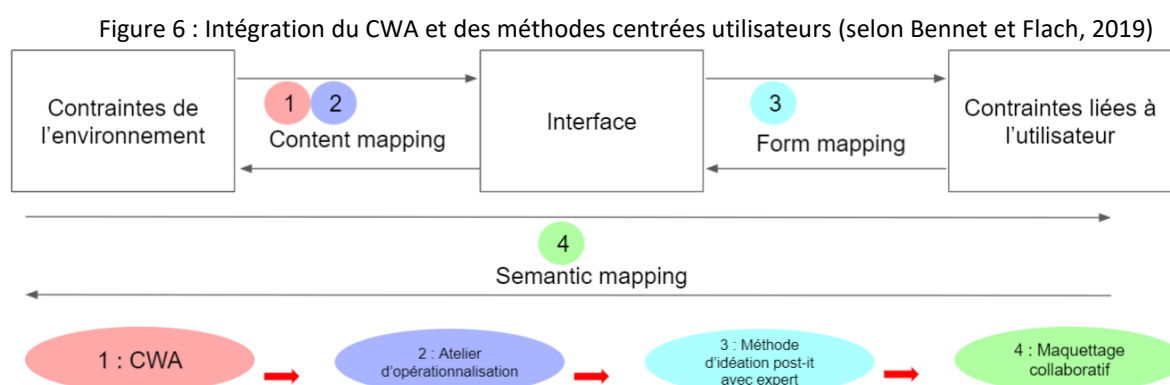 Figure 6 : Intégration du CWA et des méthodes centrées utilisateurs (selon Bennet et Flach, 2019)
Contraintes de
l'environnement
1 2
Content mapping
Interface
3
Form mapping
Contraintes liées à
l'utilisateur
4
Semantic mapping
1 : CWA
2 : Atelier
d'opérationnalisation
3 : Méthode
d'idéation post-it
avec expert
4 : Maquettage
collaboratif